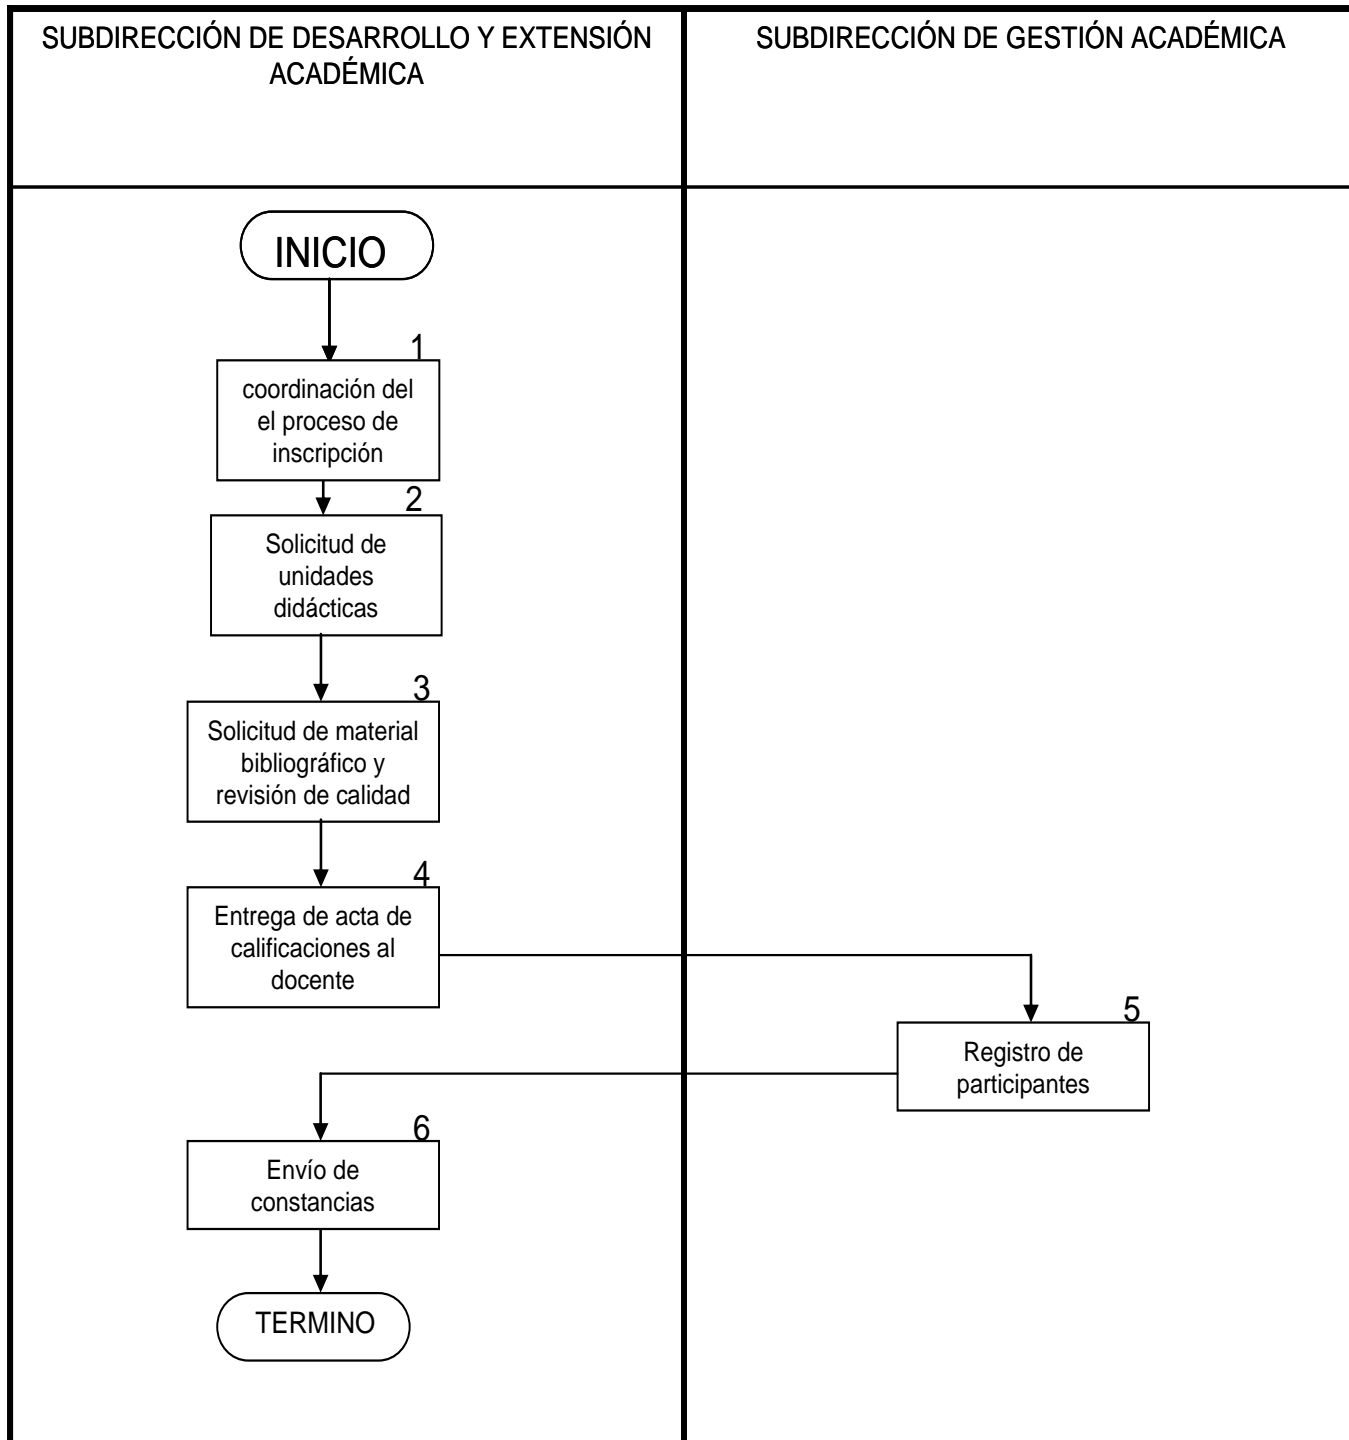 SUBDIRECCIÓN DE DESARROLLO Y EXTENSIÓN
ACADÉMICA
SUBDIRECCIÓN DE GESTIÓN ACADÉMICA
INICIO
1
coordinación del
el proceso de
inscripción
2
Solicitud de
unidades
didácticas
3
Solicitud de material
bibliográfico y
revisión de calidad
4
Entrega de acta de
calificaciones al
docente
5
Registro de
participantes
6
Envío de
constancias
TERMINO